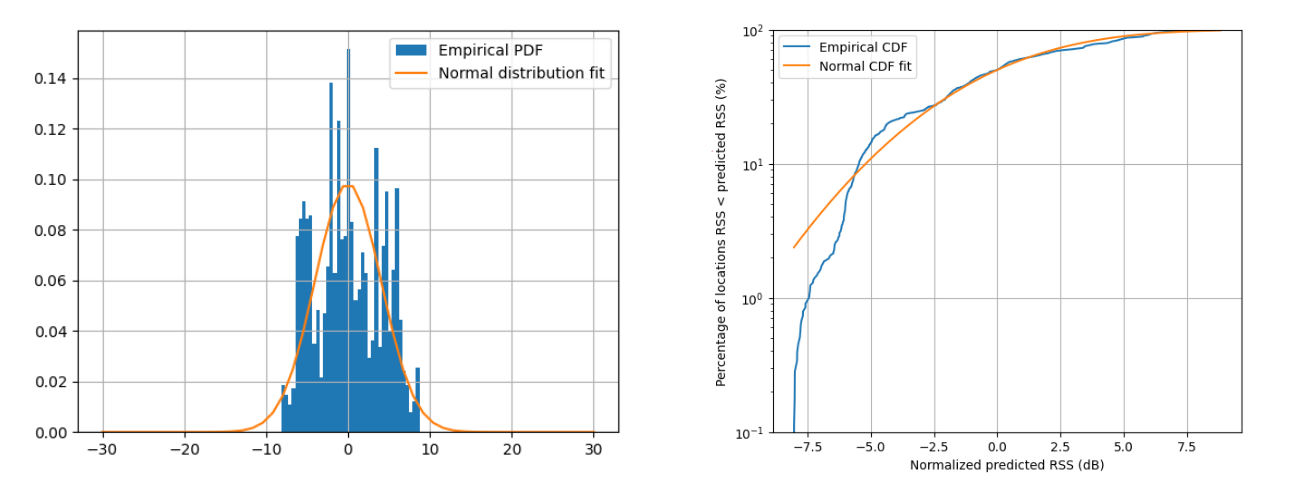 Empirical PDF
Normal distribution fit
0.14
0.12
0.10
0.08
0.06
0.04
0.02
0.00
−30 −20 −10 0 10 20 30
Empirical CDF
Normal CDF fit
Percentage of locations RSS < predicted RSS (%)
10²
10¹
10⁰
10⁻¹
−7.5 −5.0 −2.5 0.0 2.5 5.0 7.5
Normalized predicted RSS (dB)